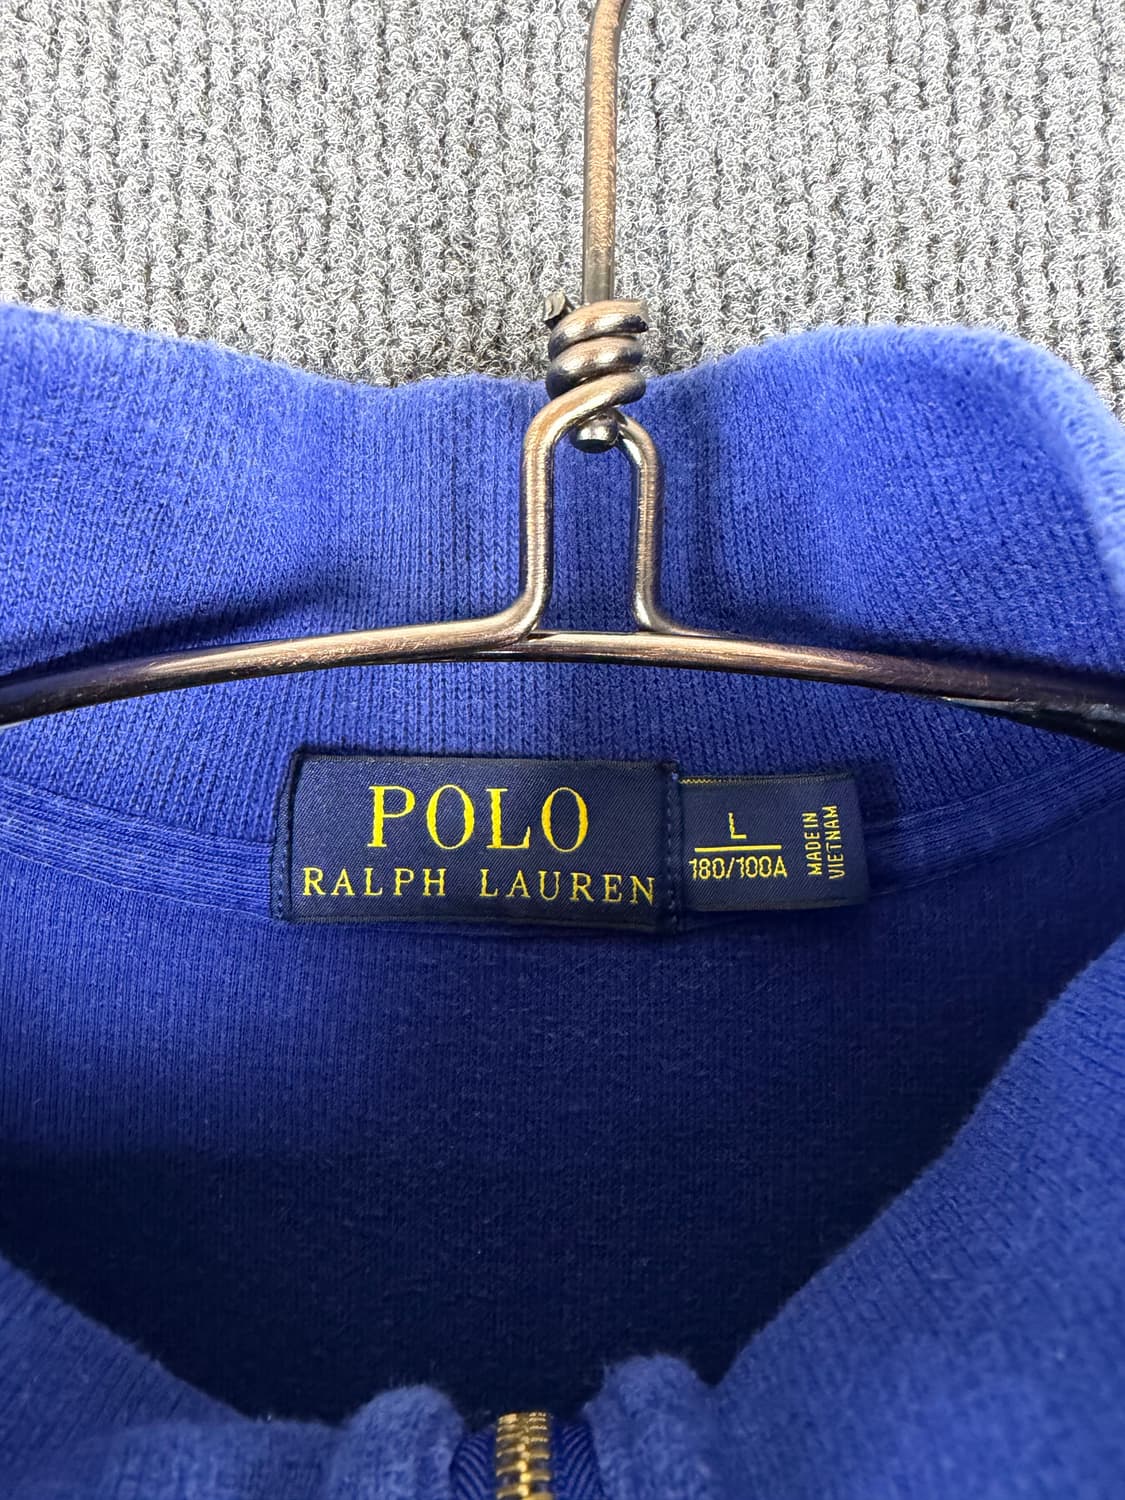 POLO
RALPH LAUREN
L
180/100A
MADE IN
VIETNAM